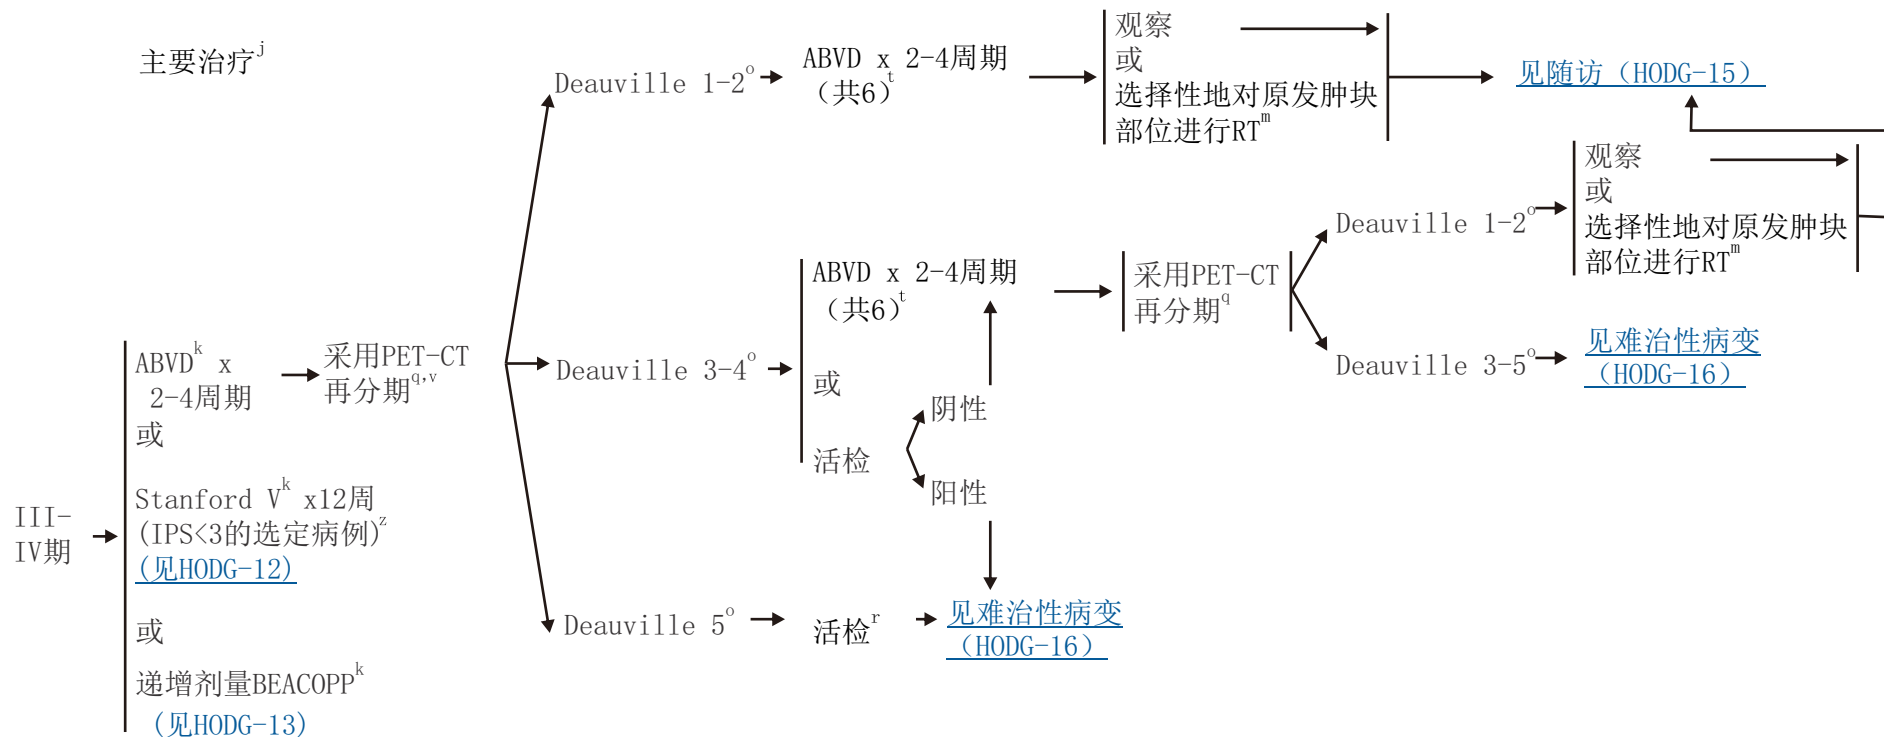 主要治疗j
III-
IV期
ABVDk x
2-4周期
或
Stanford Vk x12周
(IPS<3的选定病例)z
(见HODG-12)
或
递增剂量BEACOPPk
(见HODG-13)
采用PET-CT
再分期q,v
Deauville 1-2o
ABVD x 2-4周期
(共6)t
观察
或
选择性地对原发肿块
部位进行RTm
见随访（HODG-15）
Deauville 3-4o
ABVD x 2-4周期
(共6)t
或
活检
阴性
阳性
采用PET-CT
再分期q
Deauville 1-2o
观察
或
选择性地对原发肿块
部位进行RTm
Deauville 3-5o
见难治性病变
（HODG-16）
Deauville 5o
活检r
见难治性病变
（HODG-16）